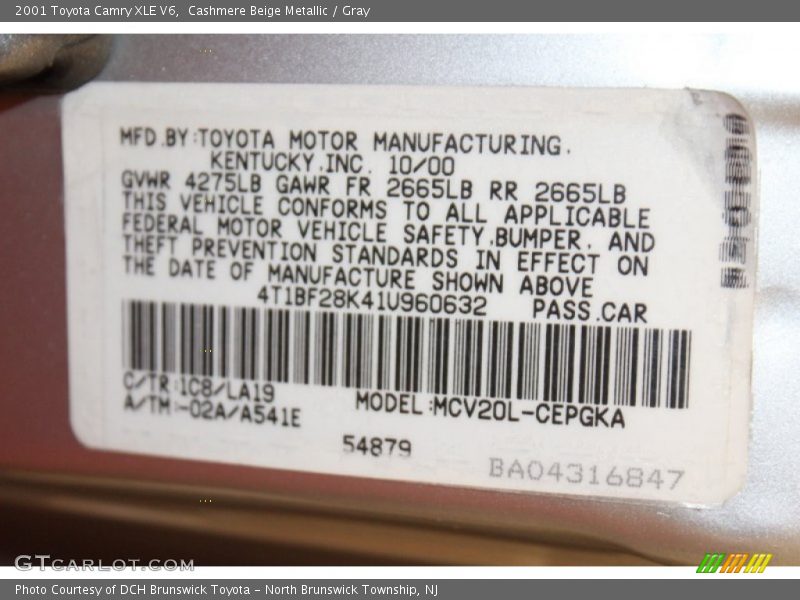 2001 Toyota Camry XLE V6,  Cashmere Beige Metallic / Gray
MFD.BY:TOYOTA MOTOR MANUFACTURING.
KENTUCKY.INC. 10/00
GVWR 4275LB GAWR FR 2665LB RR 2665LB
THIS VEHICLE CONFORMS TO ALL APPLICABLE
FEDERAL MOTOR VEHICLE SAFETY,BUMPER, AND
THEFT PREVENTION STANDARDS IN EFFECT ON
THE DATE OF MANUFACTURE SHOWN ABOVE
4T1BF28K41U960632 PASS.CAR
C/TR:1C8/LA19
A/TM:-02A/A541E
MODEL:MCV20L-CEPGKA
54879
BA04316847
GTcarlot.com
Photo Courtesy of DCH Brunswick Toyota - North Brunswick Township, NJ